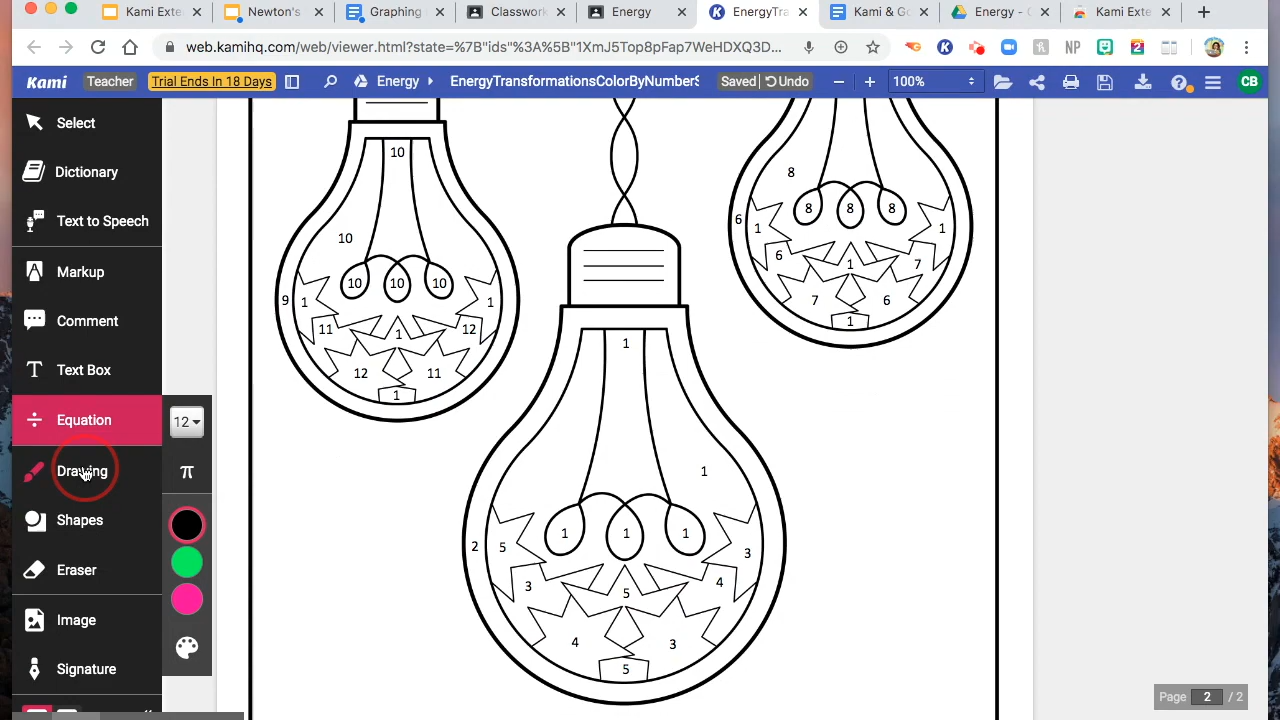 Kami Exte
Newton's
Graphing
Classwork
Energy
EnergyTra
Kami & Go
Energy - G
Kami Exte
web.kamihq.com/web/viewer.html?state=%7B"ids"%3A%5B"1XmJ5Top8pFap7WeHDXQ3D...
NP
2
Kami
Teacher
Trial Ends In 18 Days
Energy
EnergyTransformationsColorByNumberS
Saved
Undo
100%
CB
Select
Dictionary
Text to Speech
Markup
Comment
Text Box
Equation
Drawing
Shapes
Eraser
Image
Signature
12
π
10
10
10 10 10
9 1 1
11 1 12
12 11
1
8
8 8 8
6 1 1
6 1 7
7 6
1
1
1
1 1 1
2 5 3
3 5 4
4 3
5
Page 2 / 2